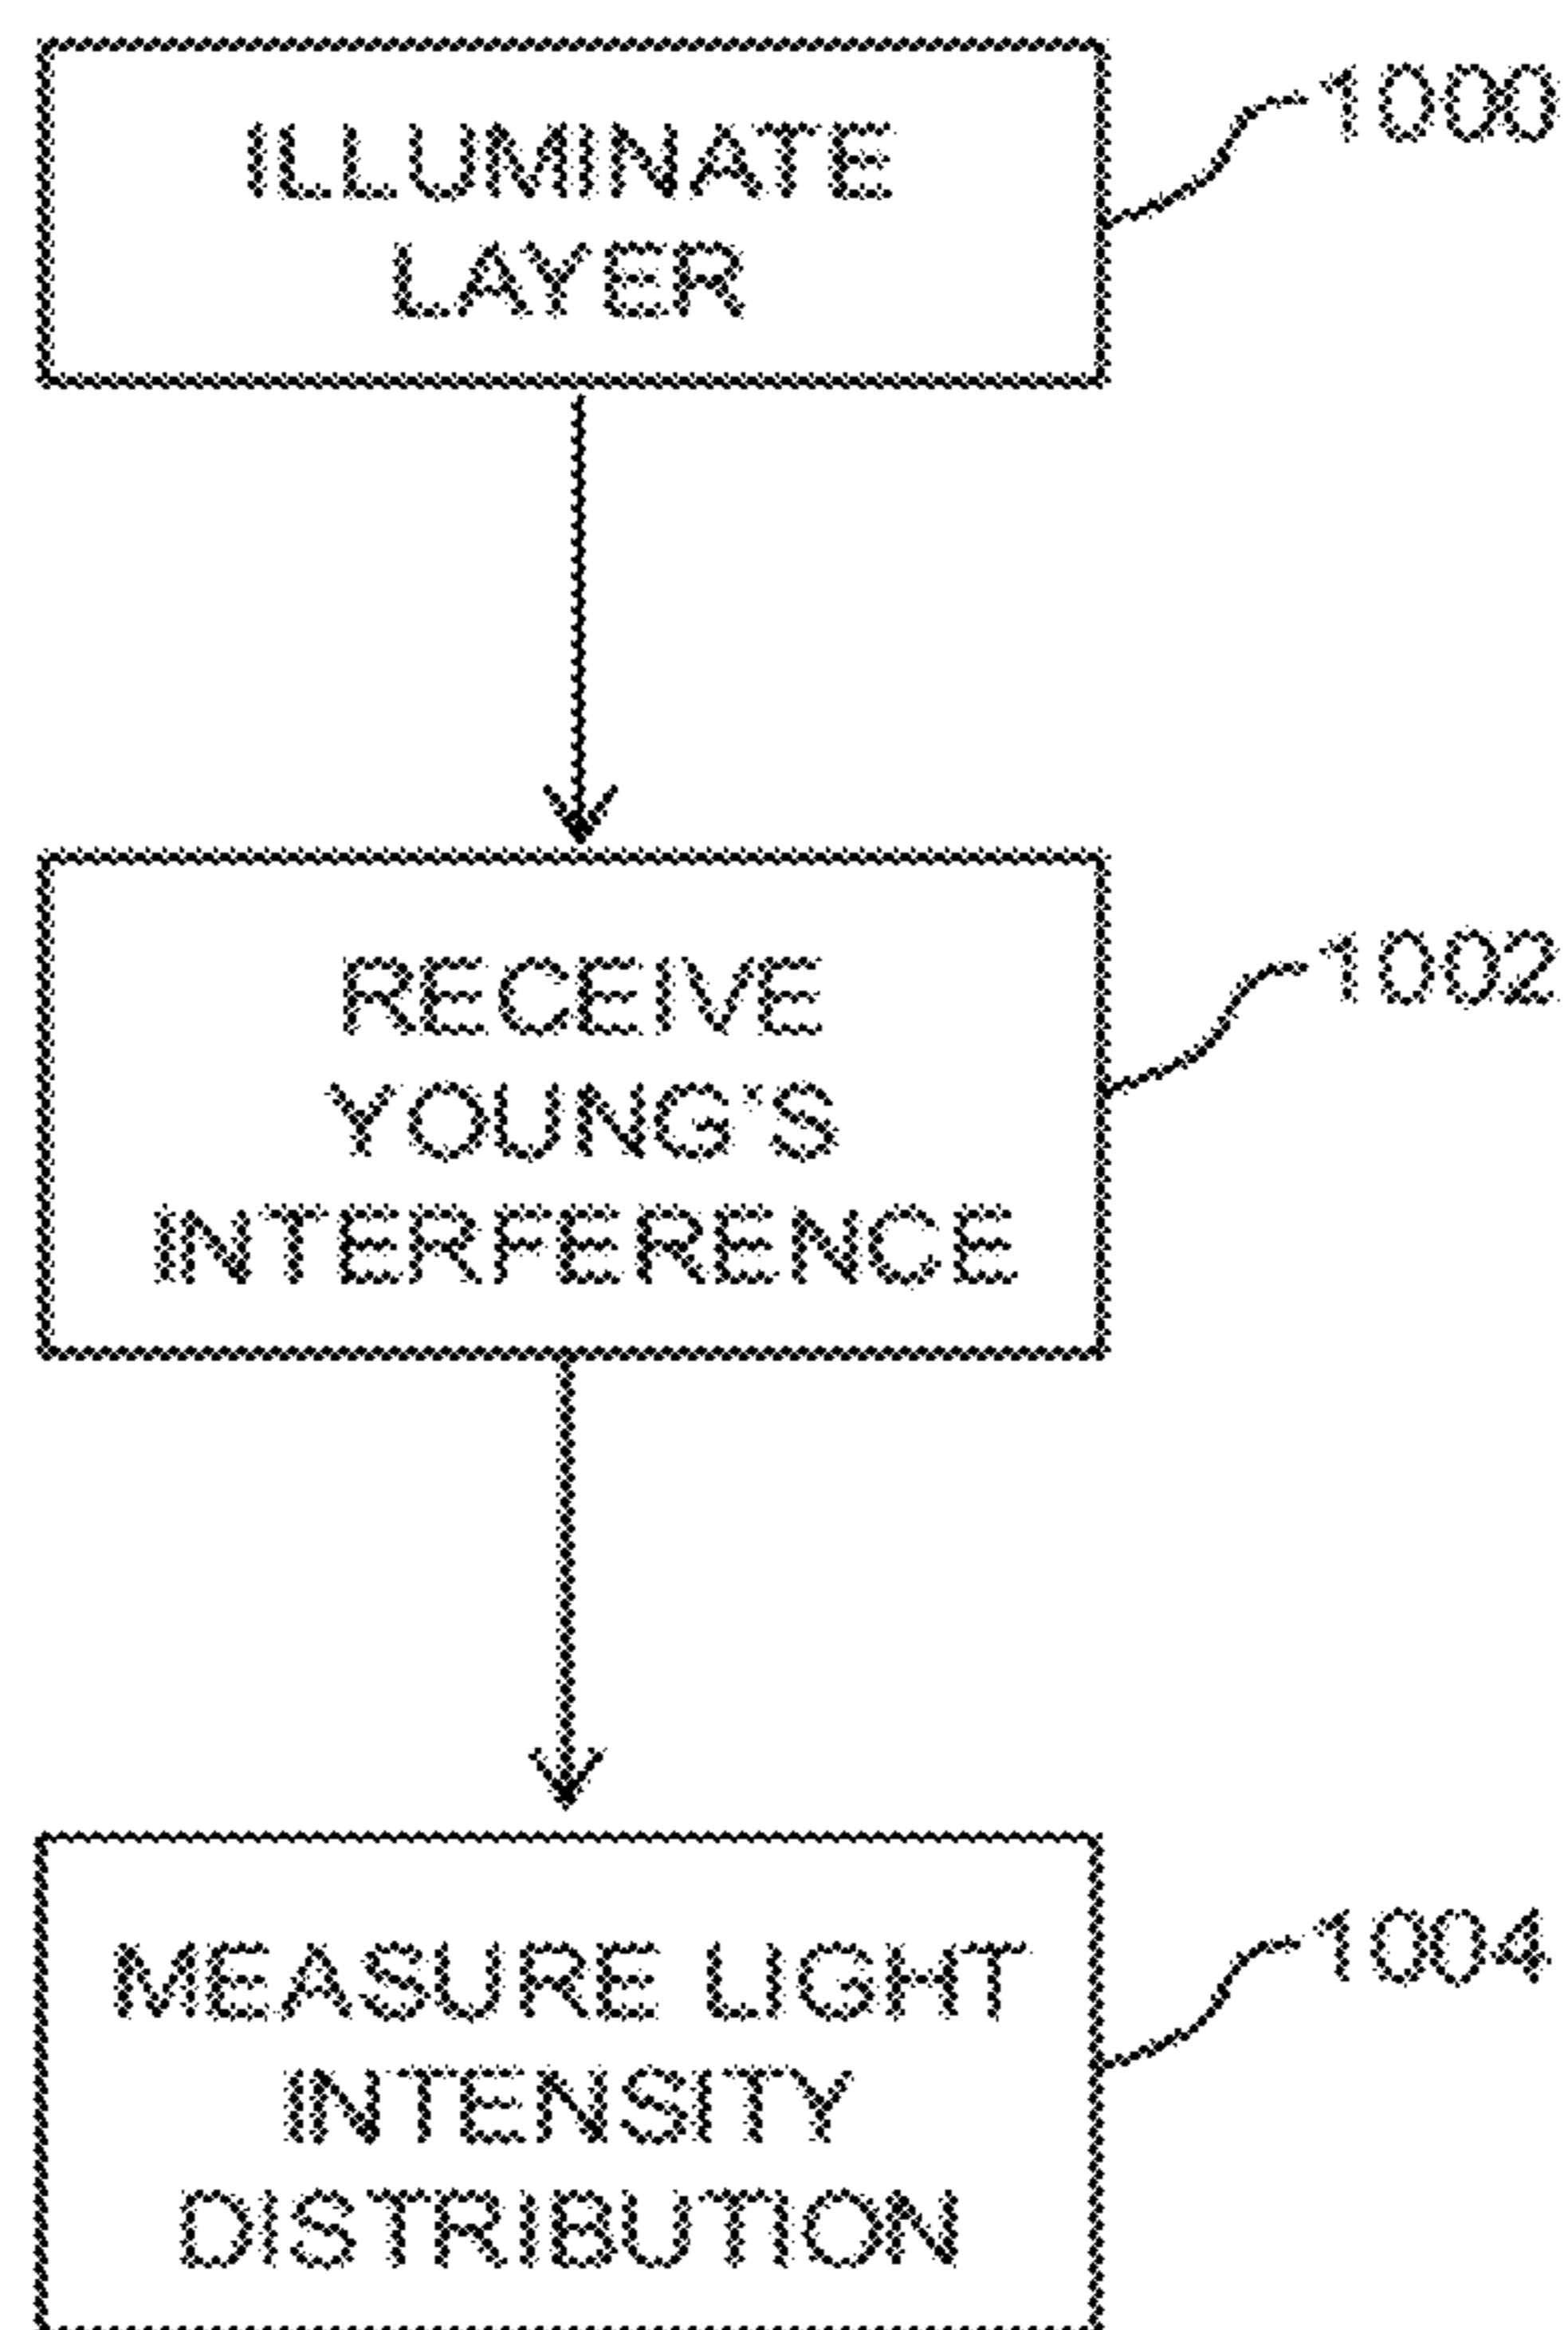 ILLUMINATE
LAYER
1000
RECEIVE
YOUNG'S
INTERFERENCE
1002
MEASURE LIGHT
INTENSITY
DISTRIBUTION
1004